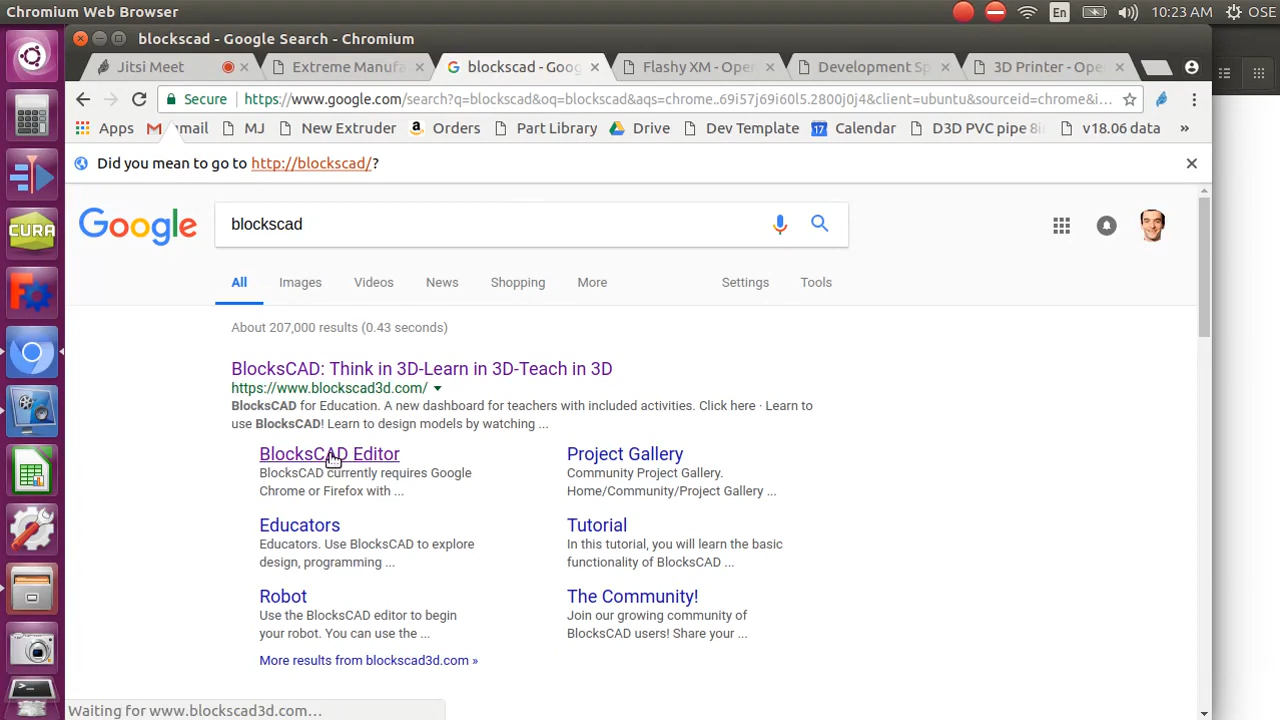 Chromium Web Browser
En
10:23 AM
OSE
blockscad - Google Search - Chromium
Jitsi Meet
Extreme Manufa
blockscad - Goog
Flashy XM - Open
Development Sp
3D Printer - Ope
Secure
https://www.google.com/search?q=blockscad&oq=blockscad&aqs=chrome..69i57j69i60l5.2800j0j4&client=ubuntu&sourceid=chrome&i...
Apps
mail
MJ
New Extruder
Orders
Part Library
Drive
Dev Template
17
Calendar
D3D PVC pipe 8i
v18.06 data
»
Did you mean to go to http://blockscad/?
Google
blockscad
CURA
All
Images
Videos
News
Shopping
More
Settings
Tools
About 207,000 results (0.43 seconds)
BlocksCAD: Think in 3D-Learn in 3D-Teach in 3D
https://www.blockscad3d.com/
BlocksCAD for Education. A new dashboard for teachers with included activities. Click here · Learn to
use BlocksCAD! Learn to design models by watching ...
BlocksCAD Editor
BlocksCAD currently requires Google
Chrome or Firefox with ...
Project Gallery
Community Project Gallery.
Home/Community/Project Gallery ...
Educators
Educators. Use BlocksCAD to explore
design, programming ...
Tutorial
In this tutorial, you will learn the basic
functionality of BlocksCAD ...
Robot
Use the BlocksCAD editor to begin
your robot. You can use the ...
The Community!
Join our growing community of
BlocksCAD users! Share your ...
More results from blockscad3d.com »
Waiting for www.blockscad3d.com...